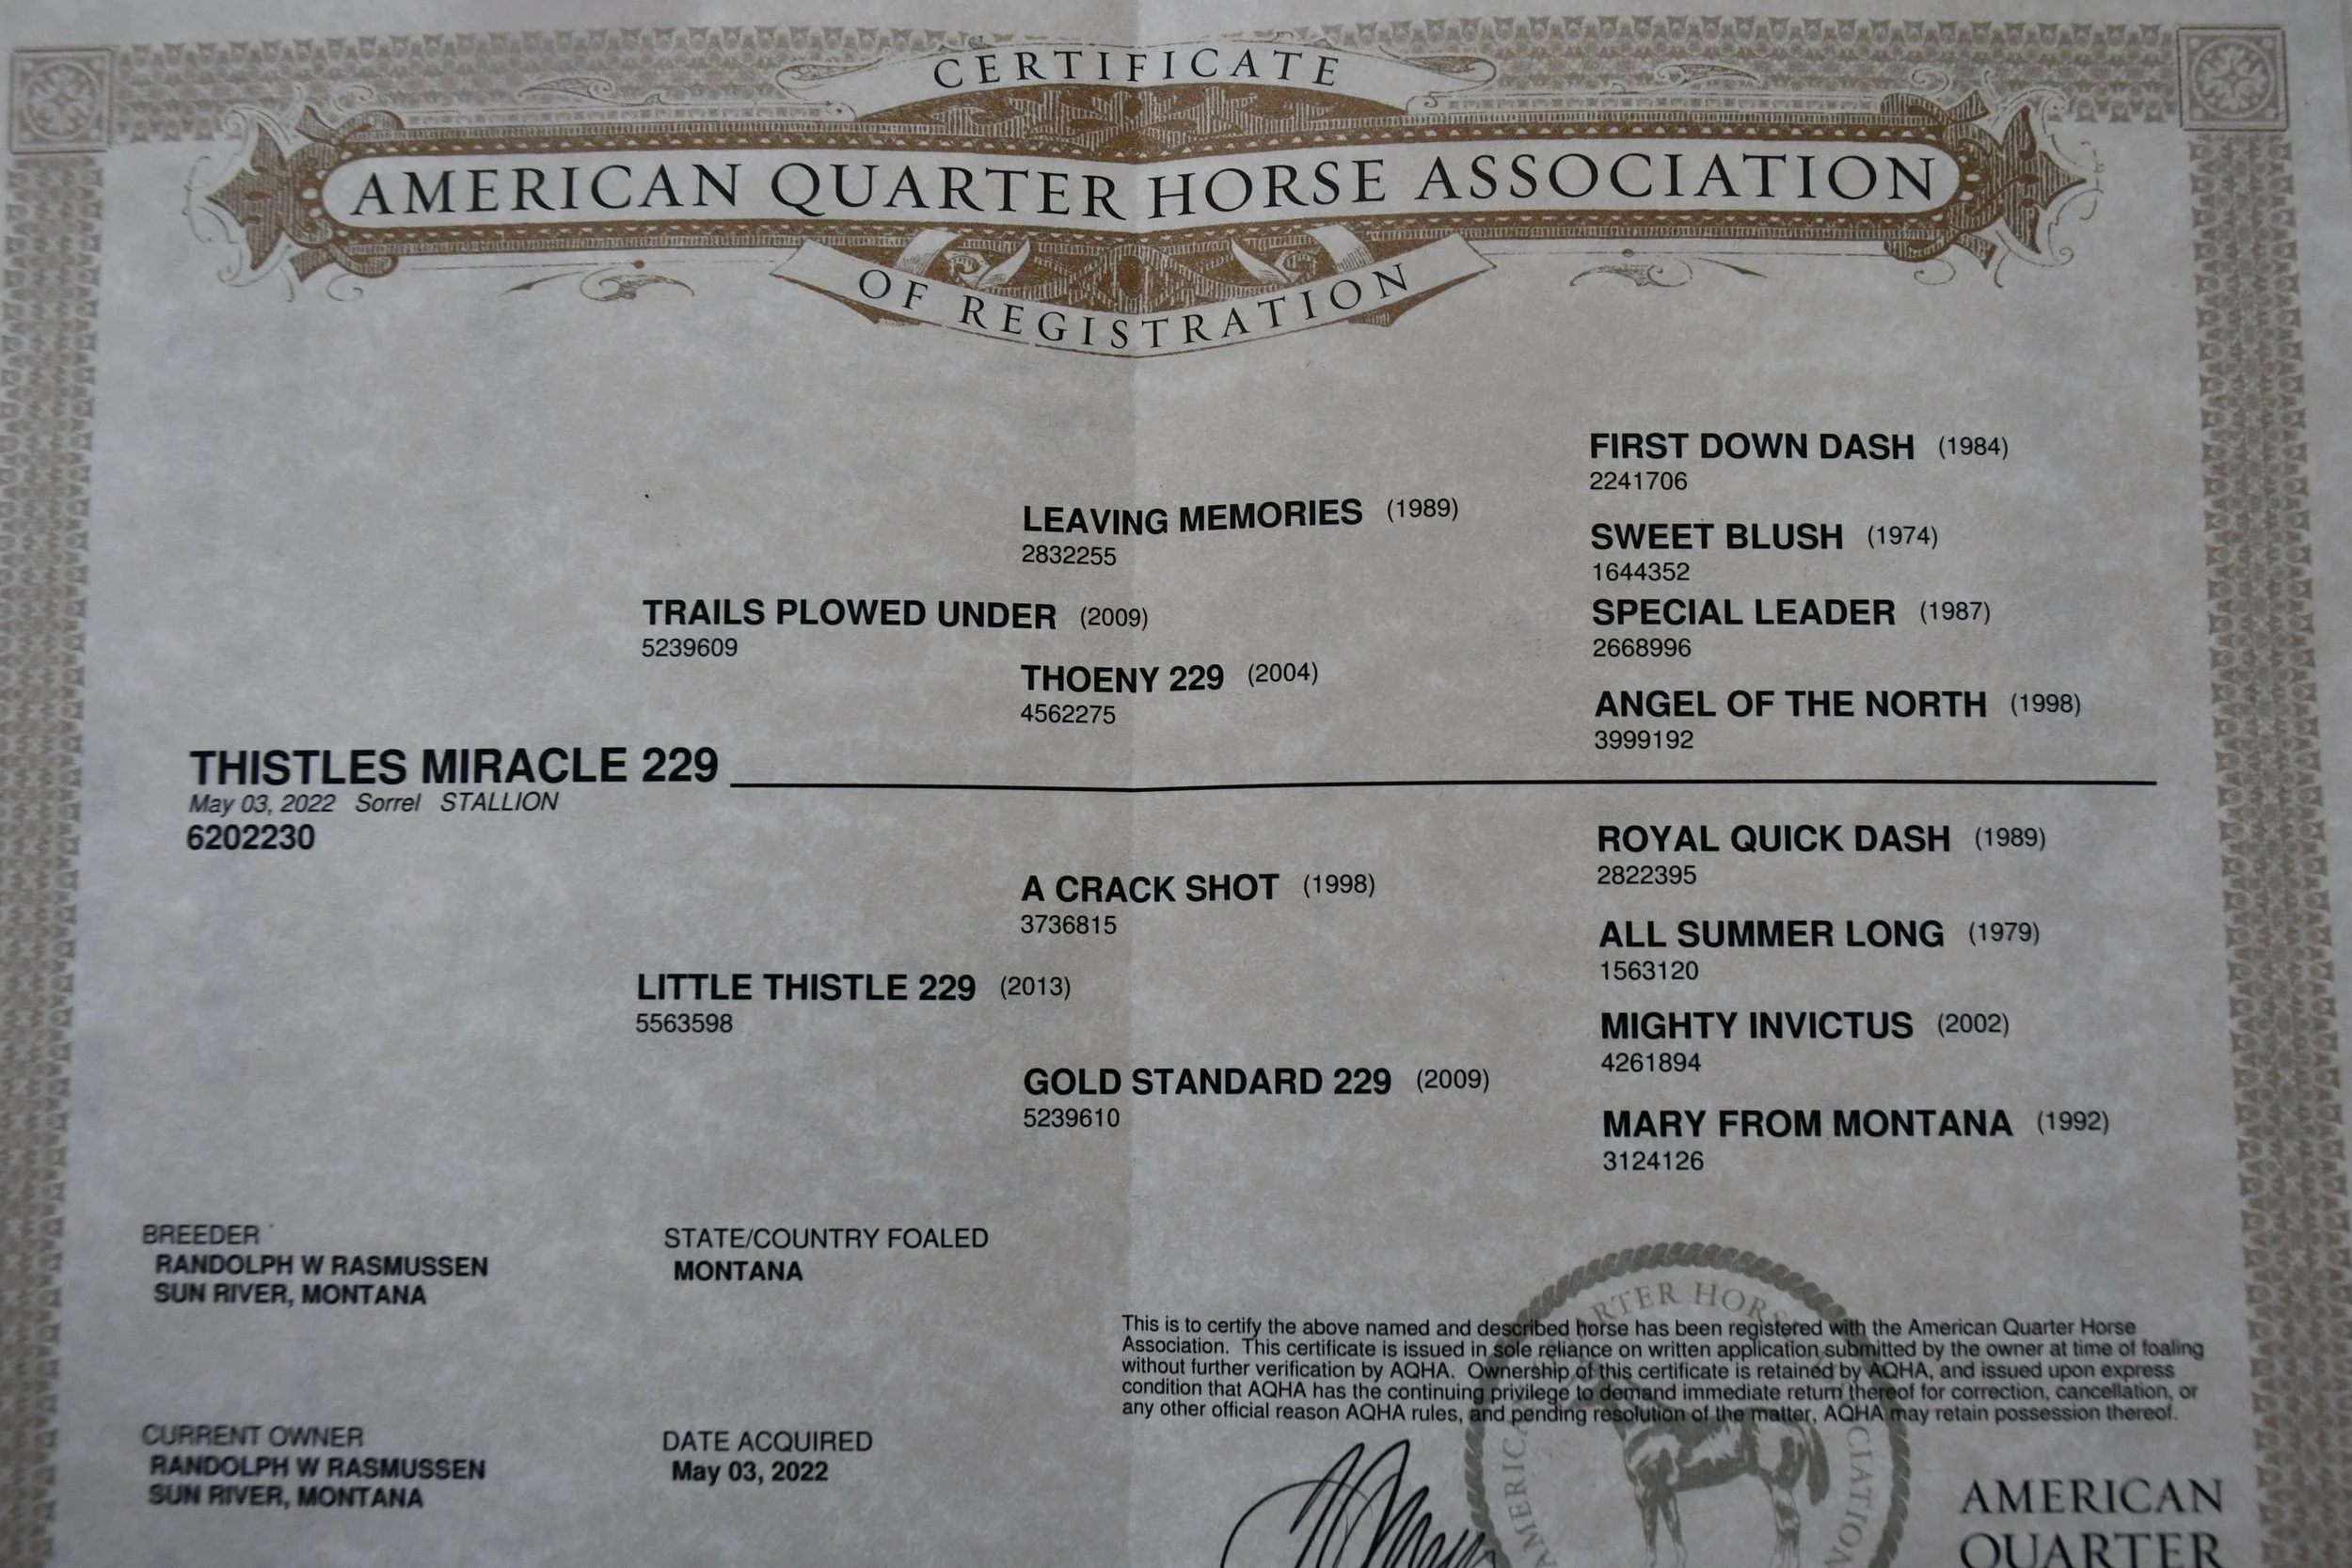 CERTIFICATE
AMERICAN QUARTER HORSE ASSOCIATION
OF REGISTRATION
FIRST DOWN DASH (1984)
2241706
LEAVING MEMORIES (1989)
2832255
SWEET BLUSH (1974)
1644352
TRAILS PLOWED UNDER (2009)
5239609
SPECIAL LEADER (1987)
2668996
THOENY 229 (2004)
4562275
ANGEL OF THE NORTH (1998)
3999192
THISTLES MIRACLE 229
May 03, 2022 Sorrel STALLION
6202230
ROYAL QUICK DASH (1989)
2822395
A CRACK SHOT (1998)
3736815
ALL SUMMER LONG (1979)
1563120
LITTLE THISTLE 229 (2013)
5563598
MIGHTY INVICTUS (2002)
4261894
GOLD STANDARD 229 (2009)
5239610
MARY FROM MONTANA (1992)
3124126
BREEDER
RANDOLPH W RASMUSSEN
SUN RIVER, MONTANA
STATE/COUNTRY FOALED
MONTANA
This is to certify the above named and described horse has been registered with the American Quarter Horse
Association. This certificate is issued in sole reliance on written application submitted by the owner at time of foaling
without further verification by AQHA. Ownership of this certificate is retained by AQHA, and issued upon express
condition that AQHA has the continuing privilege to demand immediate return thereof for correction, cancellation, or
any other official reason AQHA rules, and pending resolution of the matter, AQHA may retain possession thereof.
CURRENT OWNER
RANDOLPH W RASMUSSEN
SUN RIVER, MONTANA
DATE ACQUIRED
May 03, 2022
AMERICAN
QUARTER